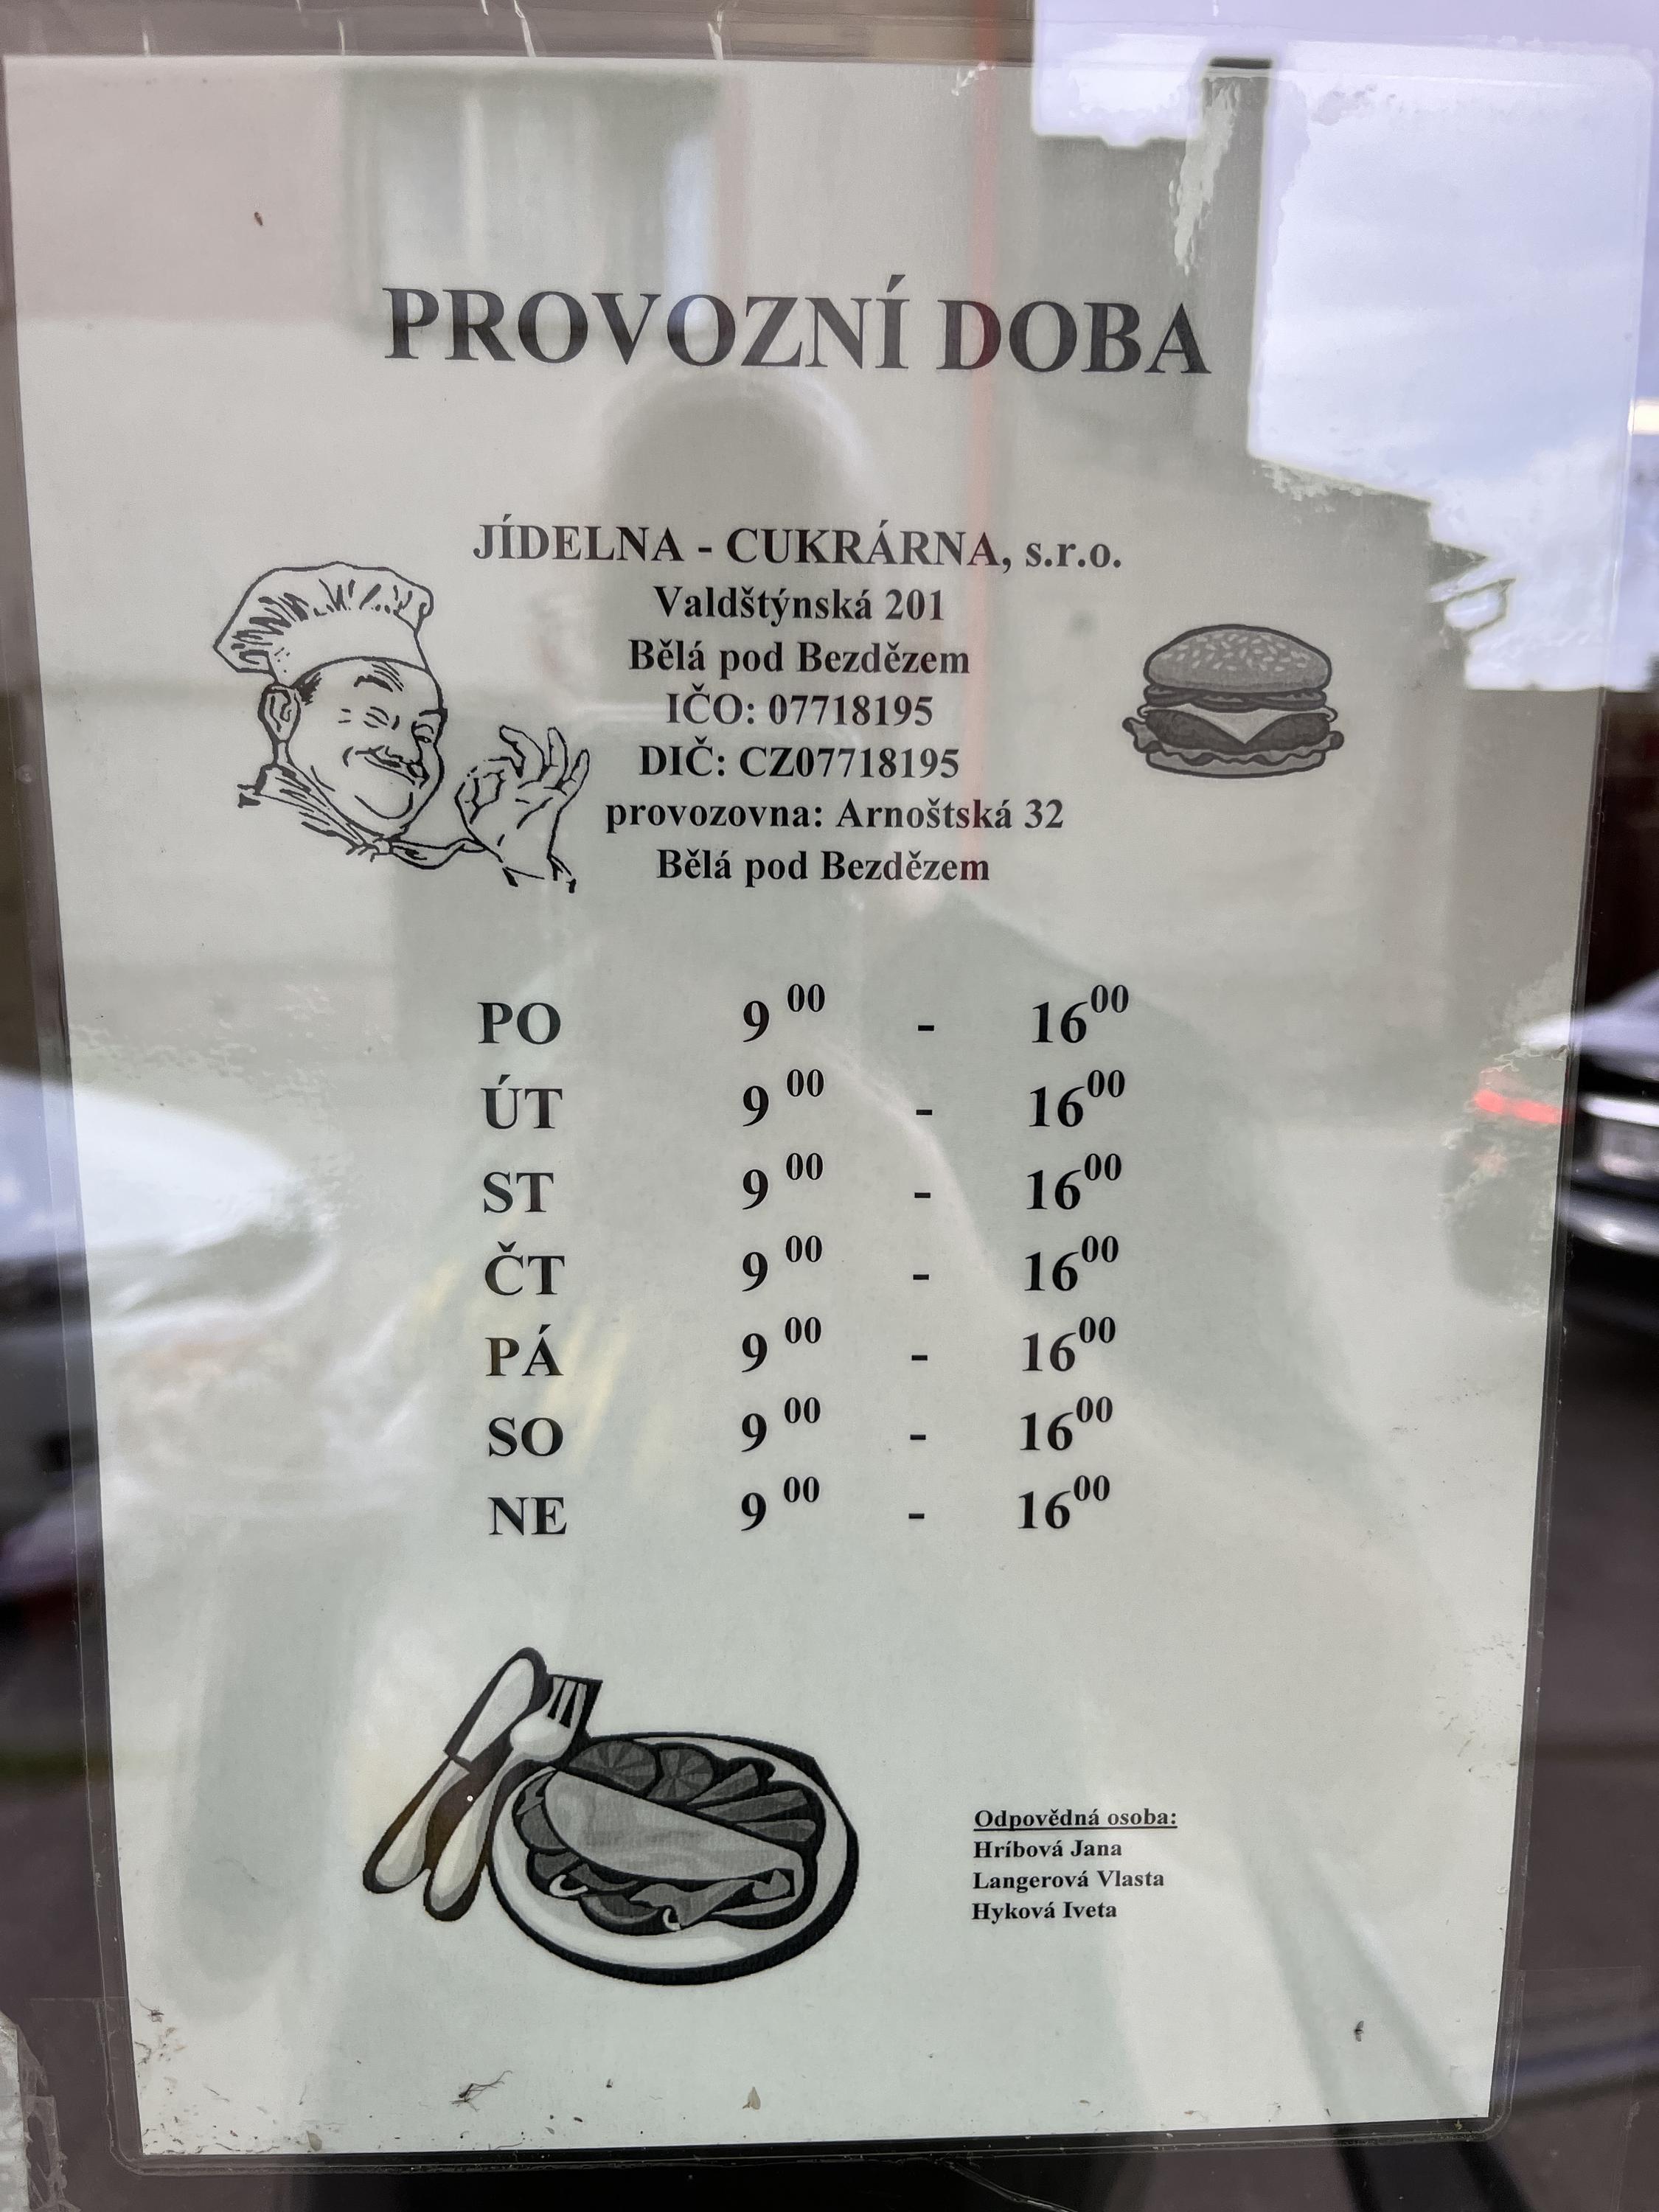 PROVOZNÍ DOBA
JÍDELNA - CUKRÁRNA, s.r.o.
Valdštýnská 201
Bělá pod Bezdězem
IČO: 07718195
DIČ: CZ07718195
provozovna: Arnoštská 32
Bělá pod Bezdězem
PO 9 00 - 16 00
ÚT 9 00 - 16 00
ST 9 00 - 16 00
ČT 9 00 - 16 00
PÁ 9 00 - 16 00
SO 9 00 - 16 00
NE 9 00 - 16 00
Odpovědná osoba:
Hríbová Jana
Langerová Vlasta
Hyková Iveta